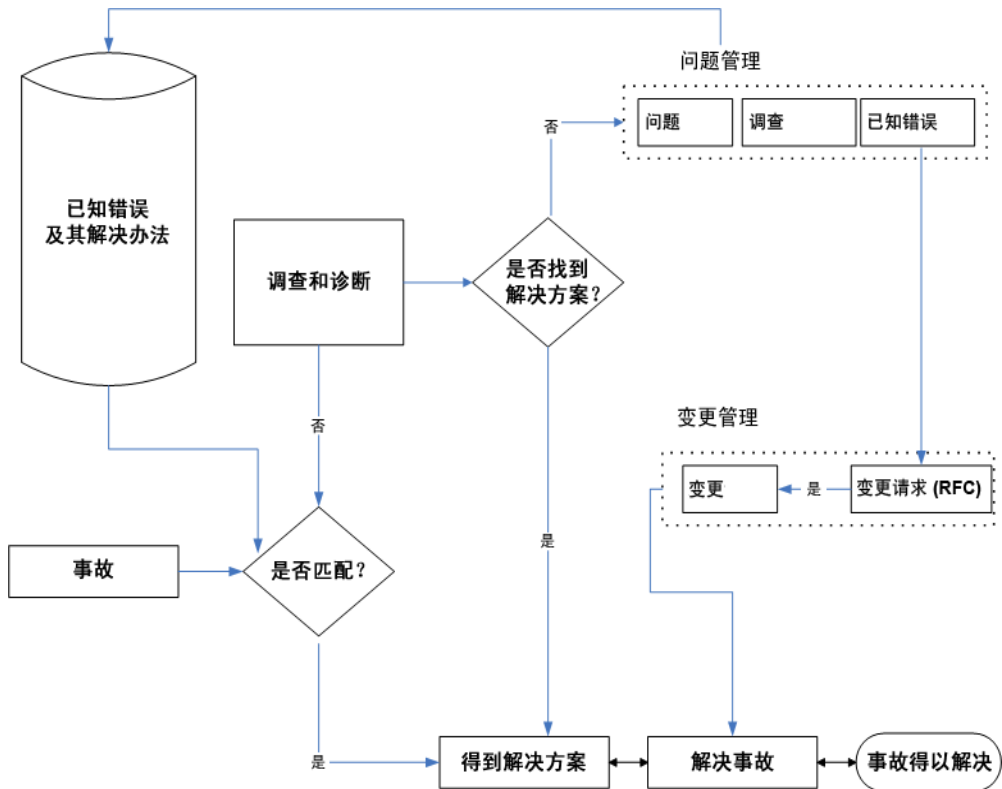 问题管理
问题
调查
已知错误
否
已知错误
及其解决办法
调查和诊断
是否找到
解决方案?
否
变更管理
变更
是
变更请求 (RFC)
是
事故
是否匹配?
是
得到解决方案
解决事故
事故得以解决